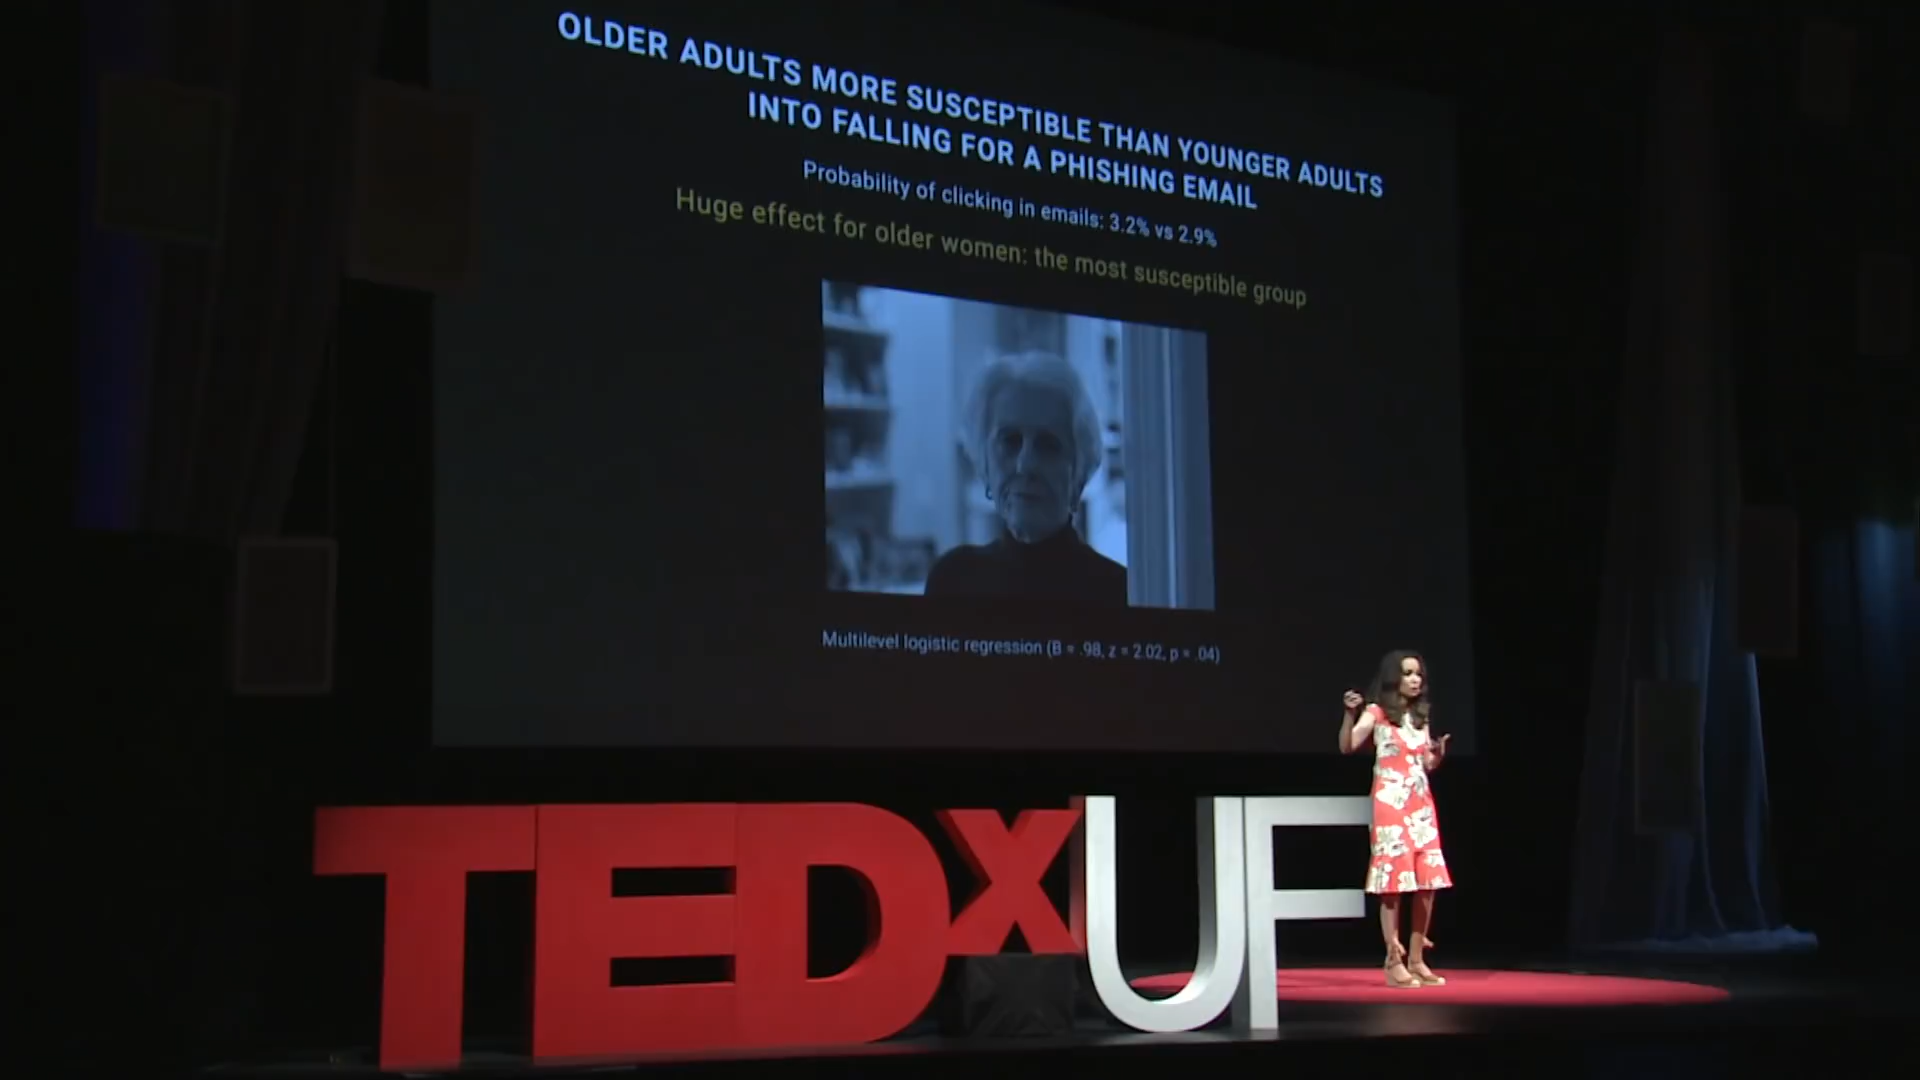 OLDER ADULTS MORE SUSCEPTIBLE THAN YOUNGER ADULTS
INTO FALLING FOR A PHISHING EMAIL
Probability of clicking in emails: 3.2% vs 2.9%
Huge effect for older women: the most susceptible group
Multilevel logistic regression (B = .98, z = 2.02, p = .04)
TEDxUF